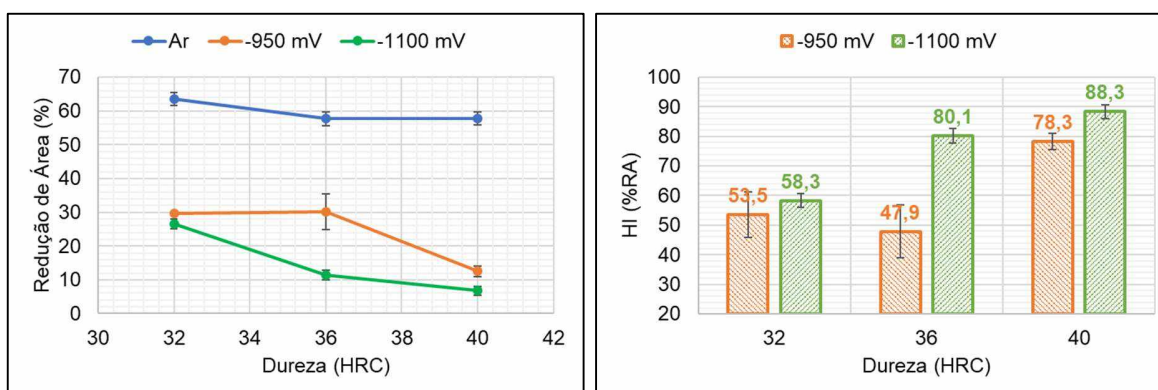 Ar -950 mV -1100 mV
70
60
50
40
30
20
10
0
Redução de Área (%)
30 32 34 36 38 40 42
Dureza (HRC)
-950 mV -1100 mV
100
90
80
70
60
50
40
30
20
HI (%RA)
53,5
58,3
47,9
80,1
78,3
88,3
32 36 40
Dureza (HRC)